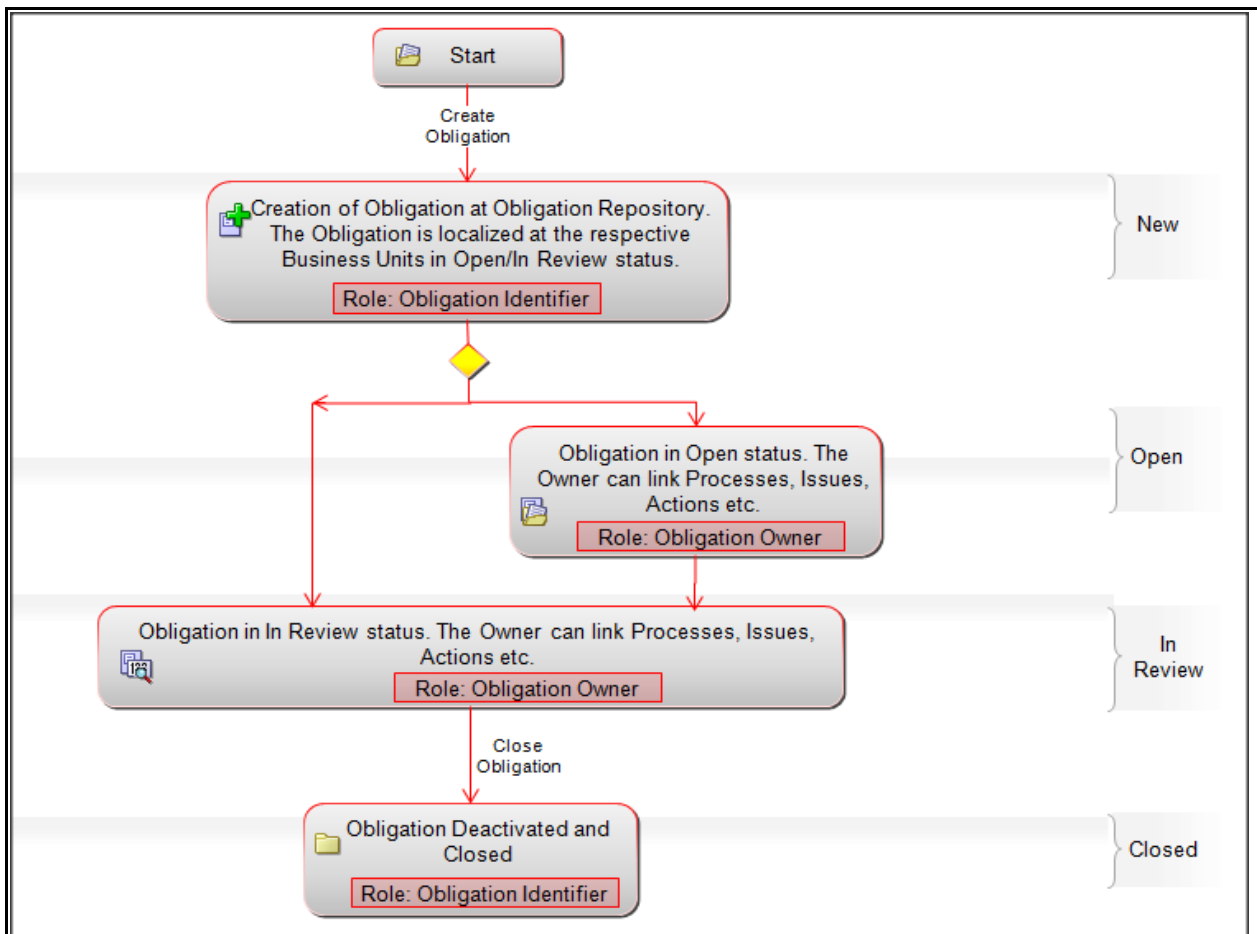 Start
Create
Obligation
Creation of Obligation at Obligation Repository.
The Obligation is localized at the respective
Business Units in Open/In Review status.
Role: Obligation Identifier
New
Obligation in Open status. The
Owner can link Processes, Issues,
Actions etc.
Role: Obligation Owner
Open
Obligation in In Review status. The Owner can link Processes, Issues,
Actions etc.
123
Role: Obligation Owner
In
Review
Close
Obligation
Obligation Deactivated and
Closed
Role: Obligation Identifier
Closed